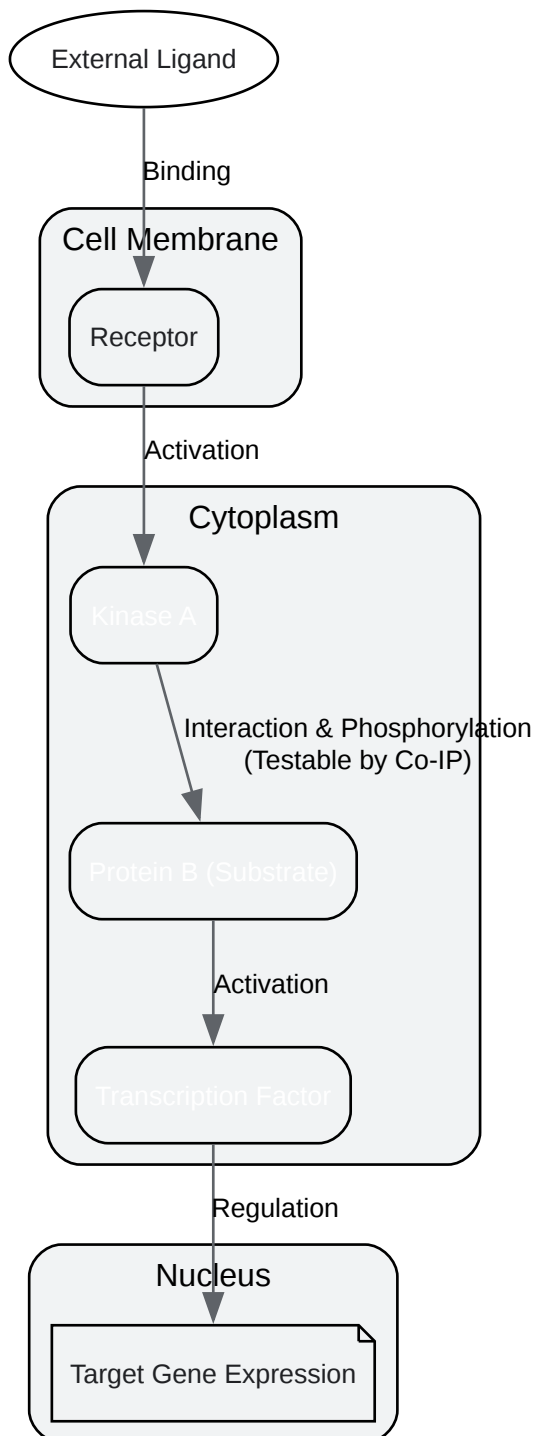 External Ligand
Binding
Cell Membrane
Receptor
Activation
Cytoplasm
Kinase A
Interaction & Phosphorylation
(Testable by Co-IP)
Protein B (Substrate)
Activation
Transcription Factor
Regulation
Nucleus
Target Gene Expression